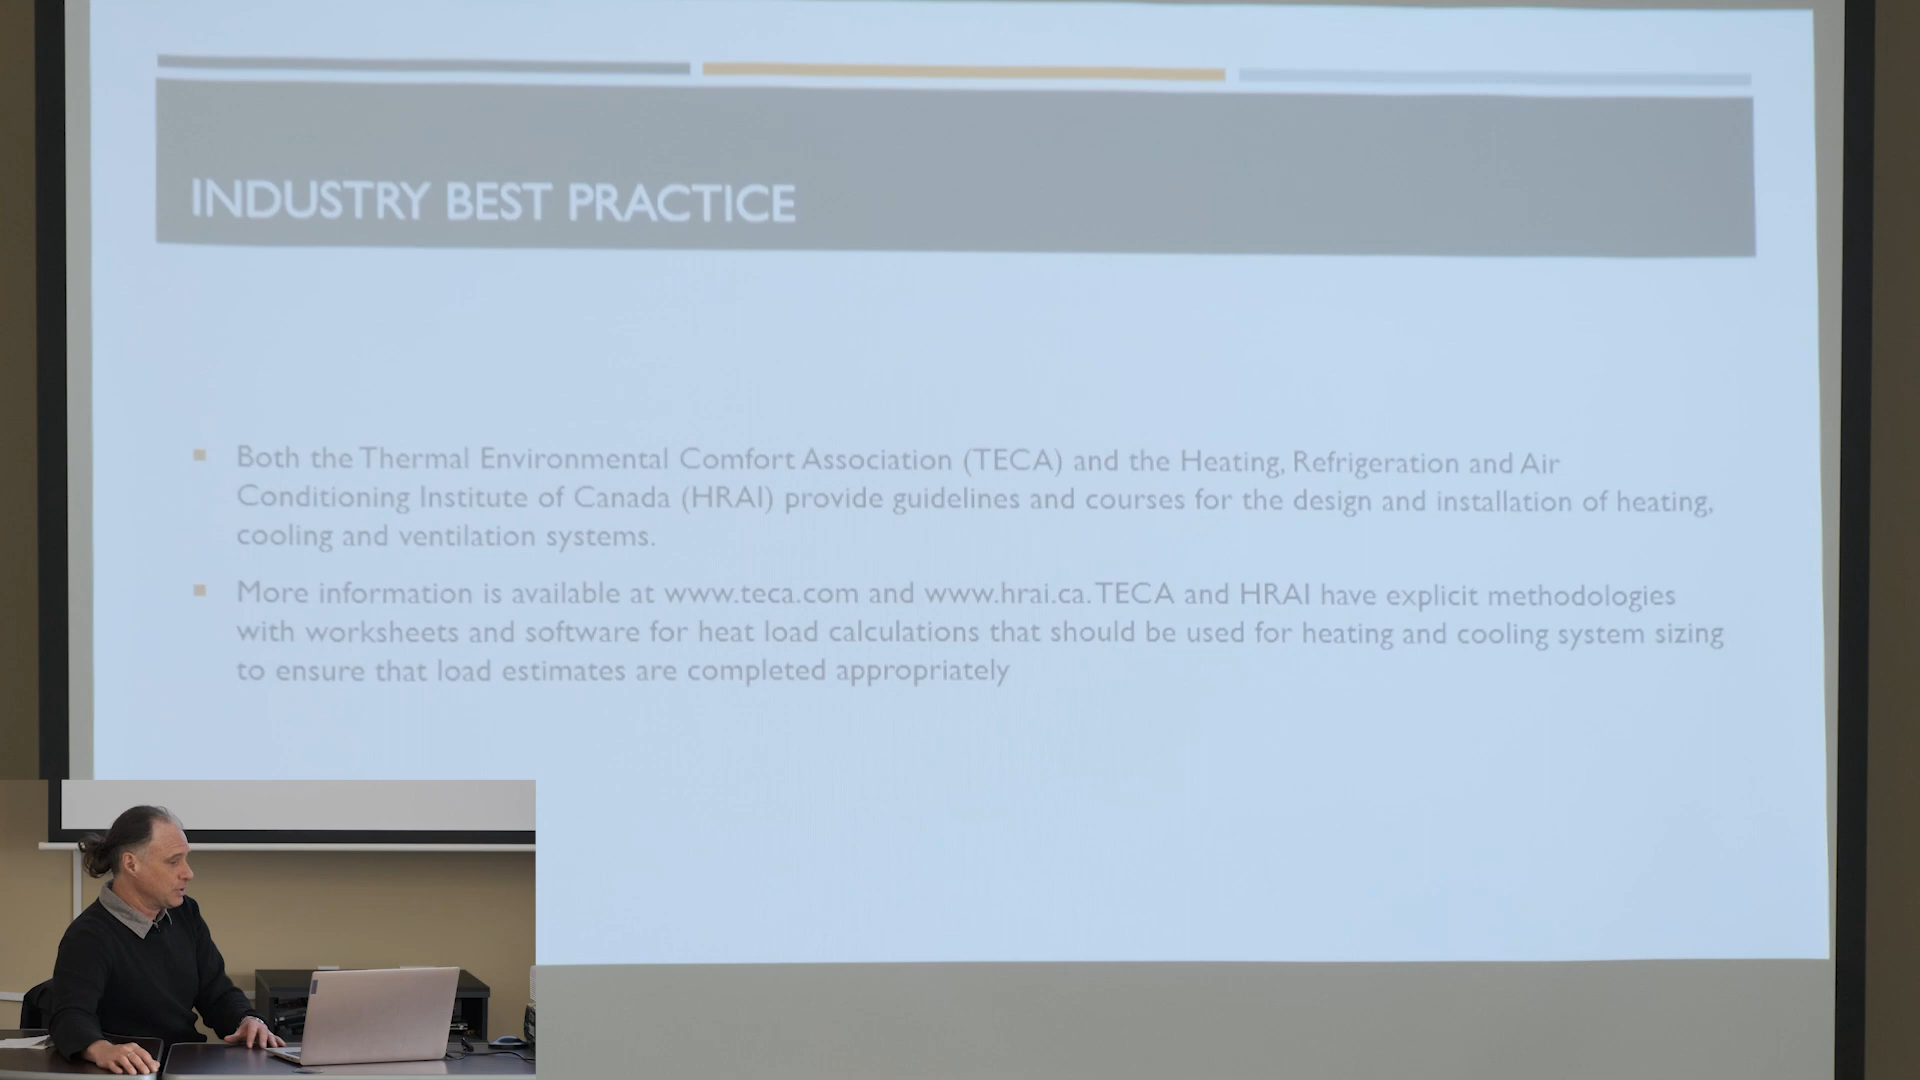 INDUSTRY BEST PRACTICE
Both the Thermal Environmental Comfort Association (TECA) and the Heating, Refrigeration and Air
Conditioning Institute of Canada (HRAI) provide guidelines and courses for the design and installation of heating,
cooling and ventilation systems.
More information is available at www.teca.com and www.hrai.ca. TECA and HRAI have explicit methodologies
with worksheets and software for heat load calculations that should be used for heating and cooling system sizing
to ensure that load estimates are completed appropriately